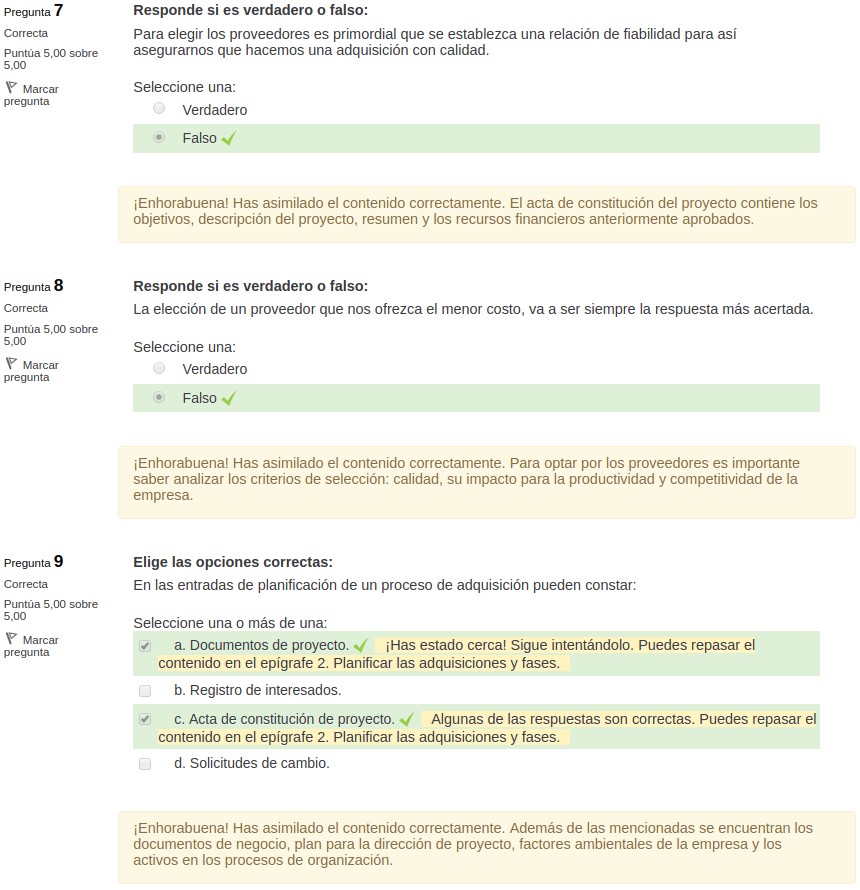 Pregunta 7
Correcta
Puntúa 5,00 sobre
5,00
Marcar
pregunta
Responde si es verdadero o falso:
Para elegir los proveedores es primordial que se establezca una relación de fiabilidad para así
asegurarnos que hacemos una adquisición con calidad.
Seleccione una:
Verdadero
Falso
¡Enhorabuena! Has asimilado el contenido correctamente. El acta de constitución del proyecto contiene los
objetivos, descripción del proyecto, resumen y los recursos financieros anteriormente aprobados.
Pregunta 8
Correcta
Puntúa 5,00 sobre
5,00
Marcar
pregunta
Responde si es verdadero o falso:
La elección de un proveedor que nos ofrezca el menor costo, va a ser siempre la respuesta más acertada.
Seleccione una:
Verdadero
Falso
¡Enhorabuena! Has asimilado el contenido correctamente. Para optar por los proveedores es importante
saber analizar los criterios de selección: calidad, su impacto para la productividad y competitividad de la
empresa.
Pregunta 9
Correcta
Puntúa 5,00 sobre
5,00
Marcar
pregunta
Elige las opciones correctas:
En las entradas de planificación de un proceso de adquisición pueden constar:
Seleccione una o más de una:
a. Documentos de proyecto. ¡Has estado cerca! Sigue intentándolo. Puedes repasar el
contenido en el epígrafe 2. Planificar las adquisiciones y fases.
b. Registro de interesados.
c. Acta de constitución de proyecto. Algunas de las respuestas son correctas. Puedes repasar el
contenido en el epígrafe 2. Planificar las adquisiciones y fases.
d. Solicitudes de cambio.
¡Enhorabuena! Has asimilado el contenido correctamente. Además de las mencionadas se encuentran los
documentos de negocio, plan para la dirección de proyecto, factores ambientales de la empresa y los
activos en los procesos de organización.